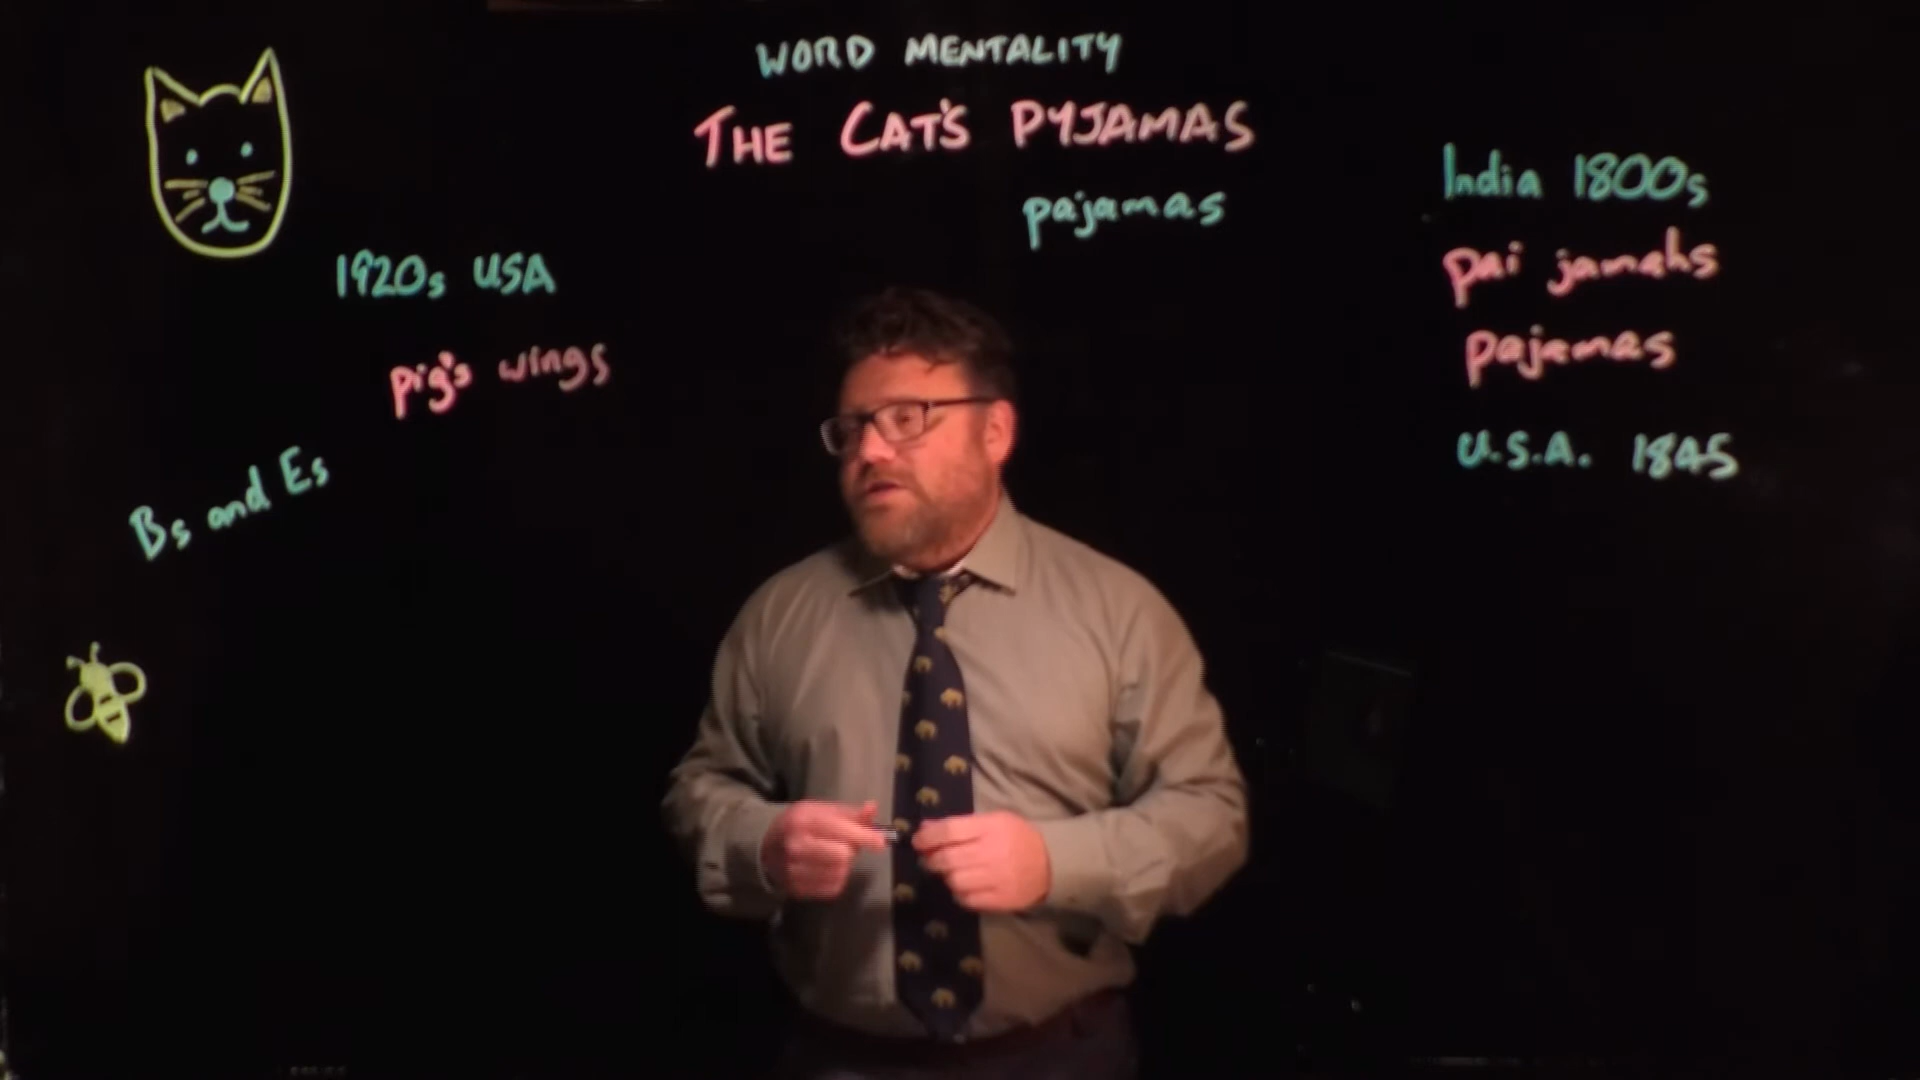 WORD MENTALITY
THE CAT'S PYJAMAS
pajamas
1920s USA
pig's wings
Bs and Es
India 1800s
pai jamahs
pajamas
U.S.A. 1845